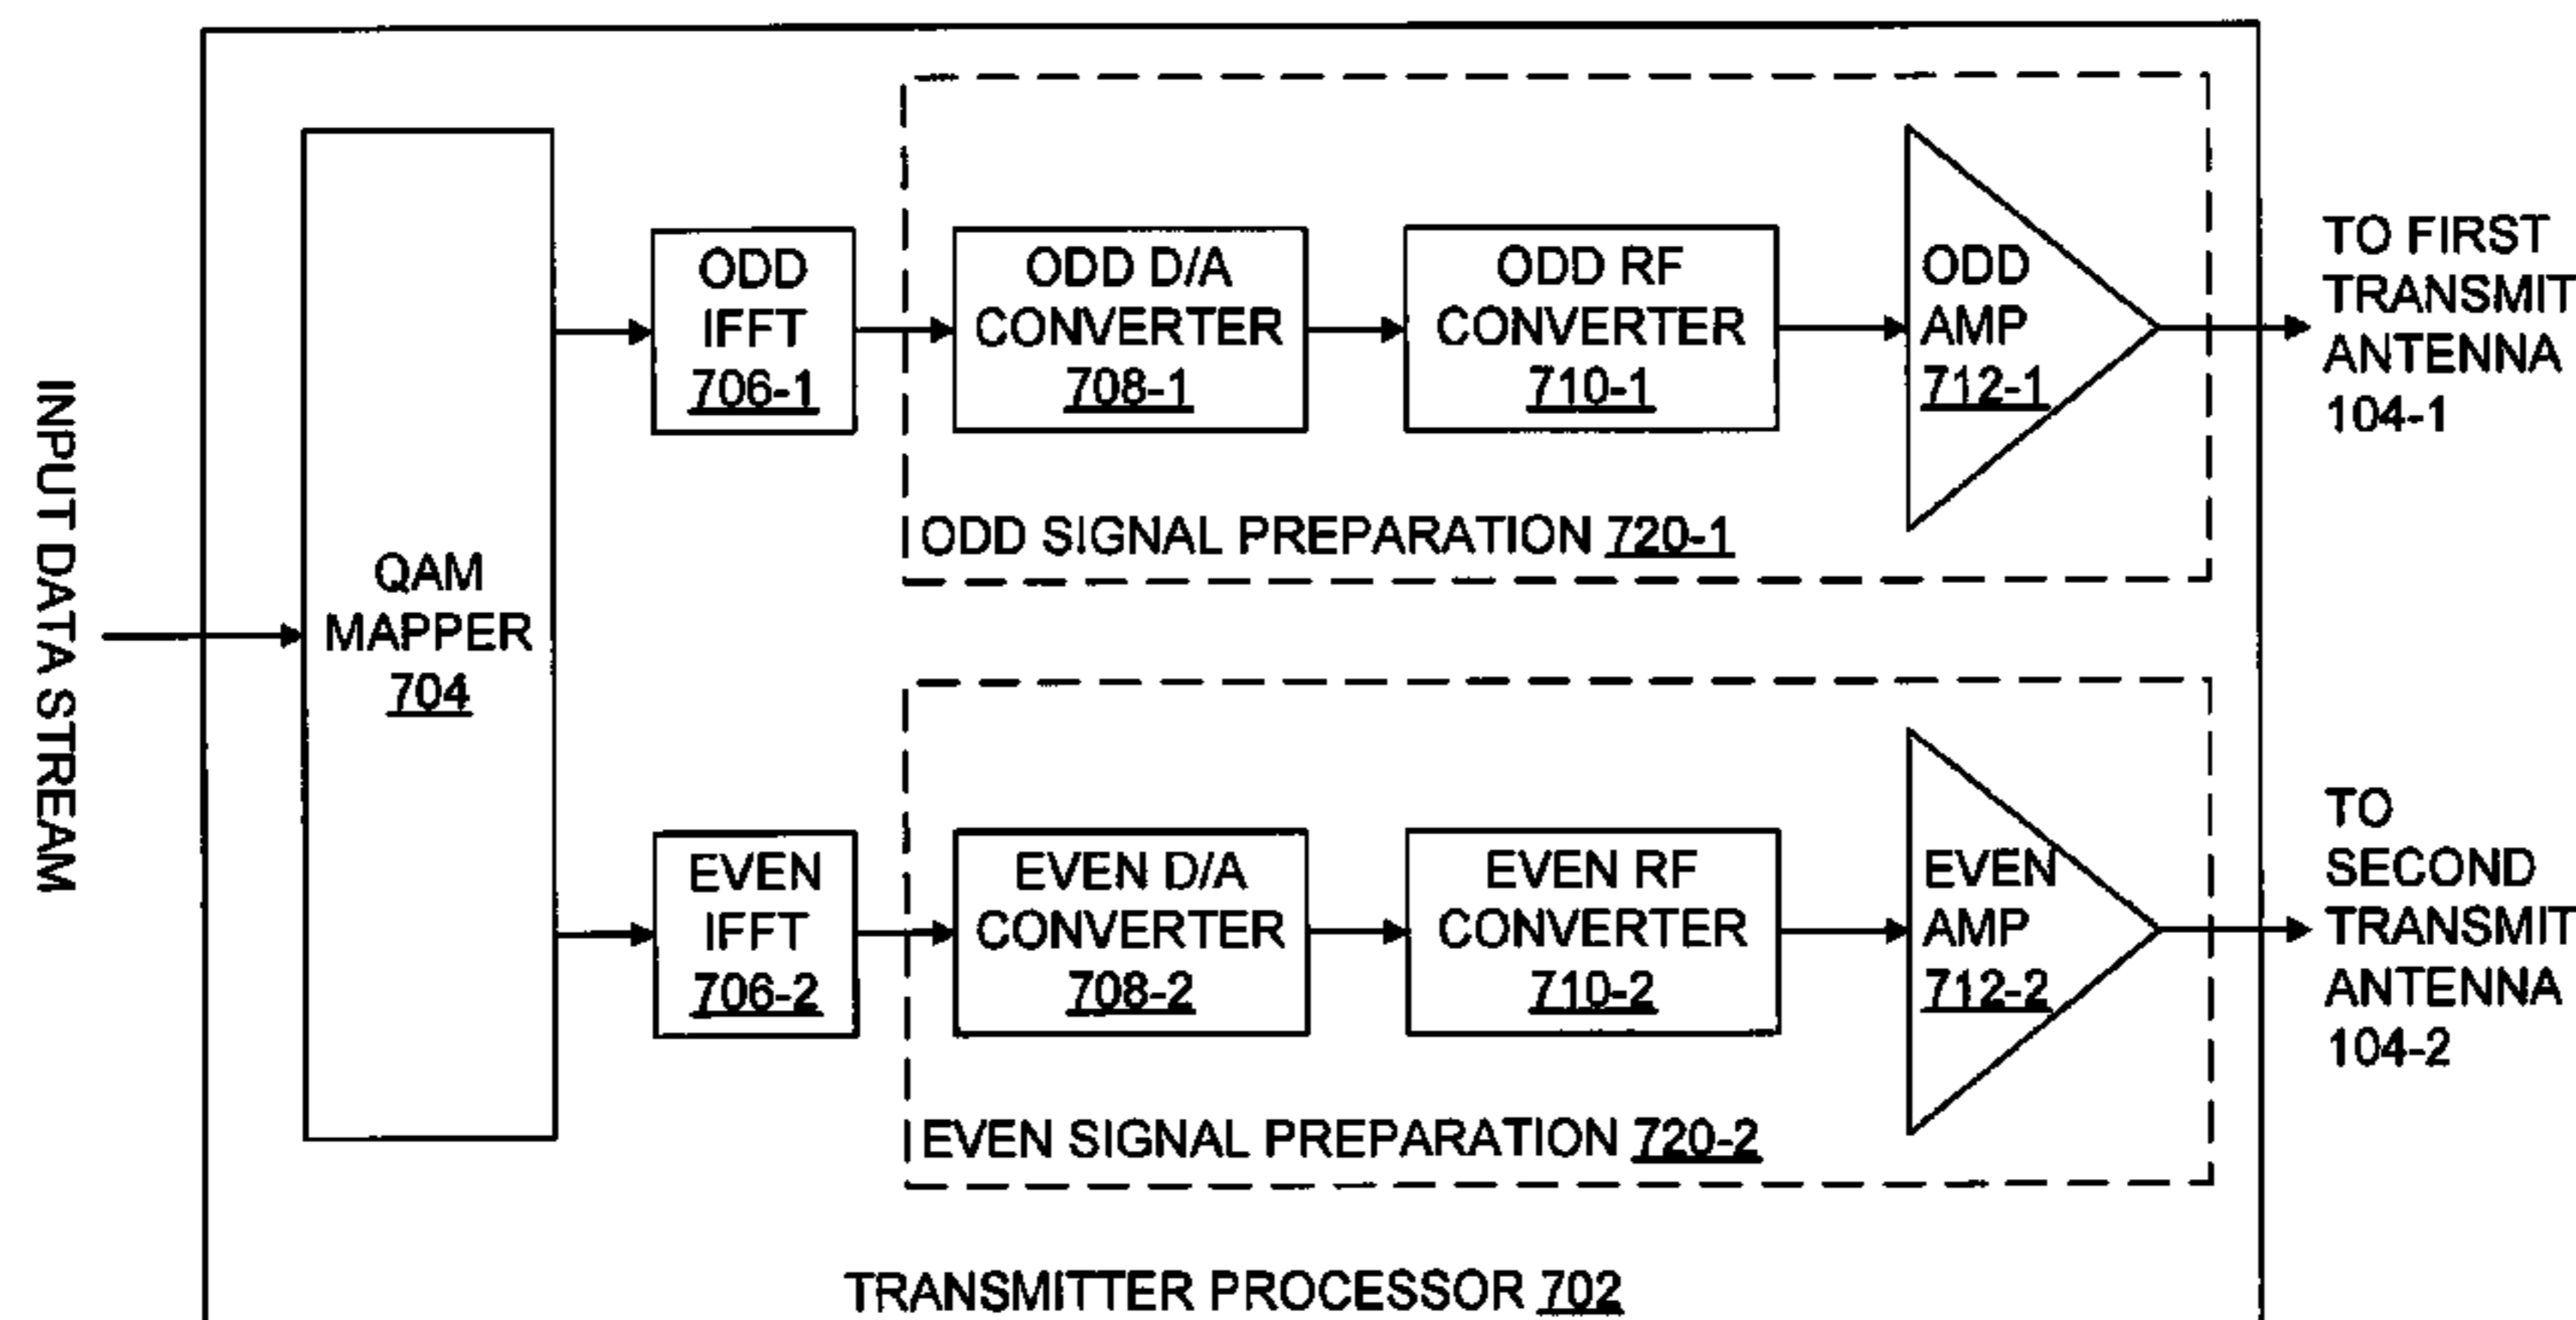 INPUT DATA STREAM
QAM
MAPPER
704
ODD
IFFT
706-1
ODD D/A
CONVERTER
708-1
ODD RF
CONVERTER
710-1
ODD
AMP
712-1
ODD SIGNAL PREPARATION 720-1
TO FIRST
TRANSMIT
ANTENNA
104-1
EVEN
IFFT
706-2
EVEN D/A
CONVERTER
708-2
EVEN RF
CONVERTER
710-2
EVEN
AMP
712-2
EVEN SIGNAL PREPARATION 720-2
TO
SECOND
TRANSMIT
ANTENNA
104-2
TRANSMITTER PROCESSOR 702